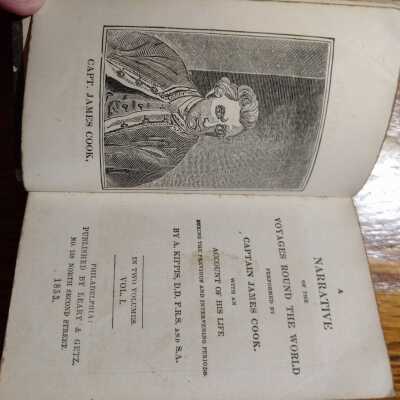 CAPT. JAMES COOK.
A
NARRATIVE
OF THE
VOYAGES ROUND THE WORLD
PERFORMED BY
CAPTAIN JAMES COOK.
WITH AN
ACCOUNT OF HIS LIFE
DURING THE PREVIOUS AND INTERVENING PERIODS.
BY A. KIPPIS, D.D. F.R.S. AND S.A.
IN TWO VOLUMES.
VOL. I.
PHILADELPHIA:
PUBLISHED BY LEARY & GETZ,
NO. 138 NORTH SECOND STREET.
1853.